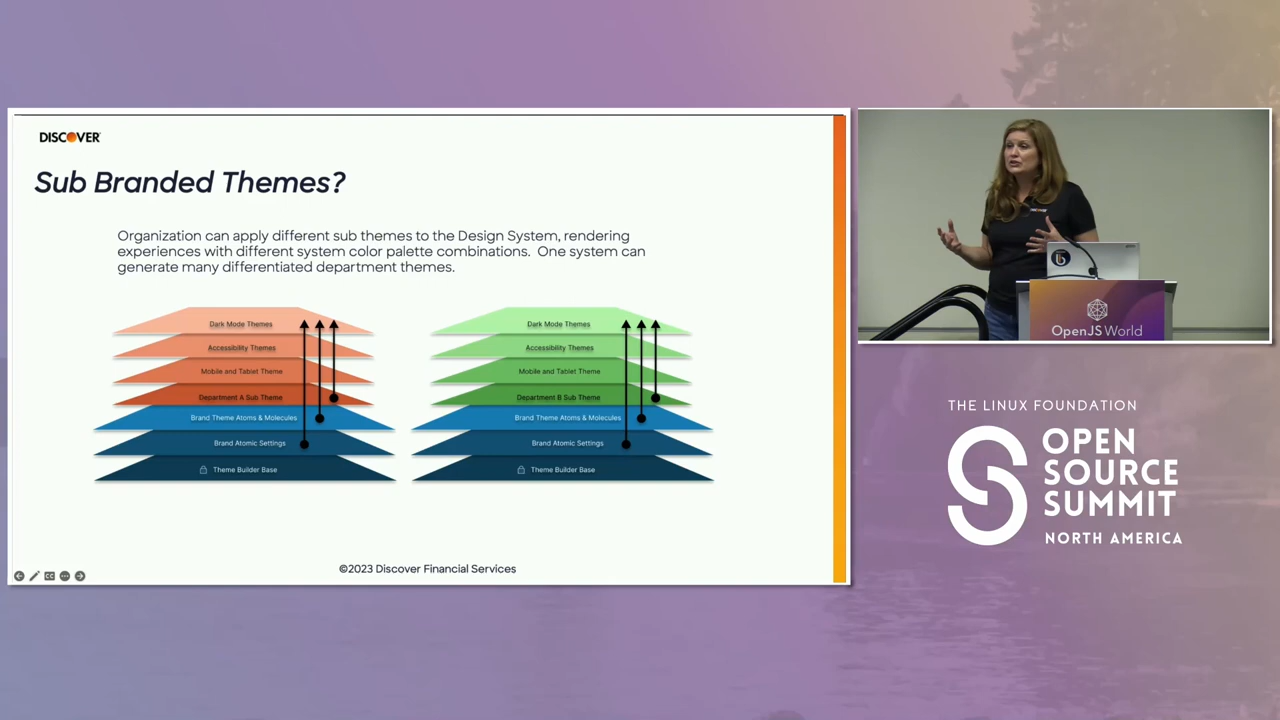 DISCOVER
Sub Branded Themes?
Organization can apply different sub themes to the Design System, rendering
experiences with different system color palette combinations.  One system can
generate many differentiated department themes.
Dark Mode Themes
Accessibility Themes
Mobile and Tablet Theme
Department A Sub Theme
Brand Theme Atoms & Molecules
Brand Atomic Settings
Theme Builder Base
Dark Mode Themes
Accessibility Themes
Mobile and Tablet Theme
Department B Sub Theme
Brand Theme Atoms & Molecules
Brand Atomic Settings
Theme Builder Base
©2023 Discover Financial Services
CC
OpenJS World
THE LINUX FOUNDATION
OPEN
SOURCE
SUMMIT
NORTH AMERICA